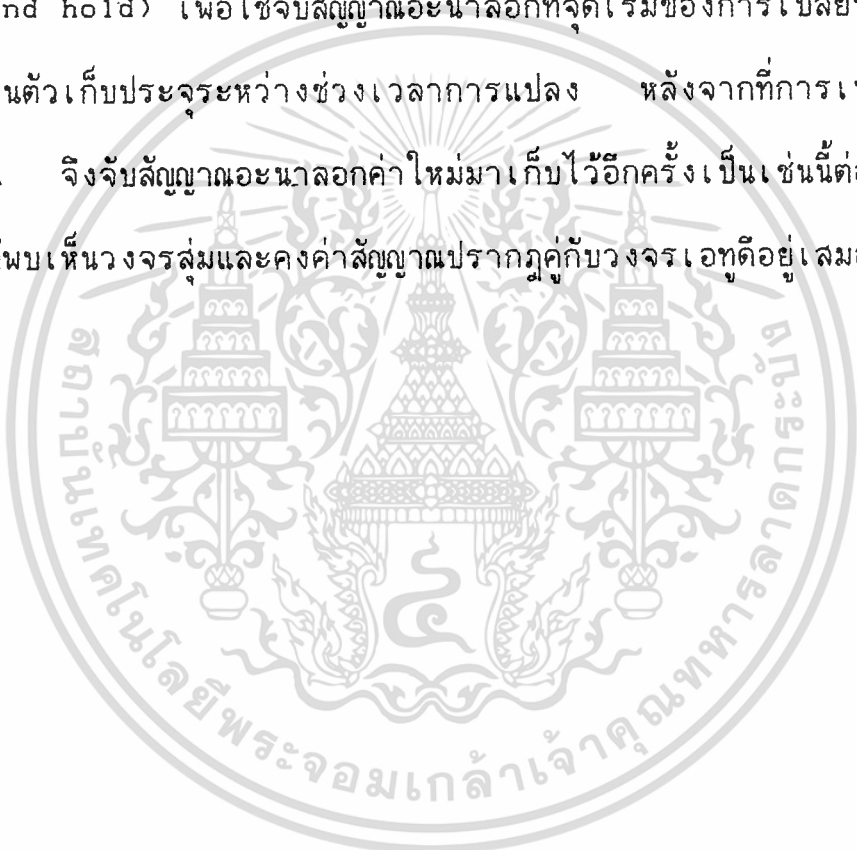 nd hold) เพื่อใช้จับสัญญาณอะนาลอกที่จุดเริ่มของการเปลี่ย
นตัวเก็บประจุระหว่างช่วงเวลาการแปลง หลังจากที่การเ
จึงจับสัญญาณอะนาลอกค่าใหม่มาเก็บไว้อีกครั้งเป็นเช่นนี้ต่
พบเห็นวงจรสุ่มและคงค่าสัญญาณปรากฎคู่กับวงจรเอทูดีอยู่เสม
สถาบันเทคโนโลยีพระจอมเกล้าเจ้าคุณทหารลาดกระบัง